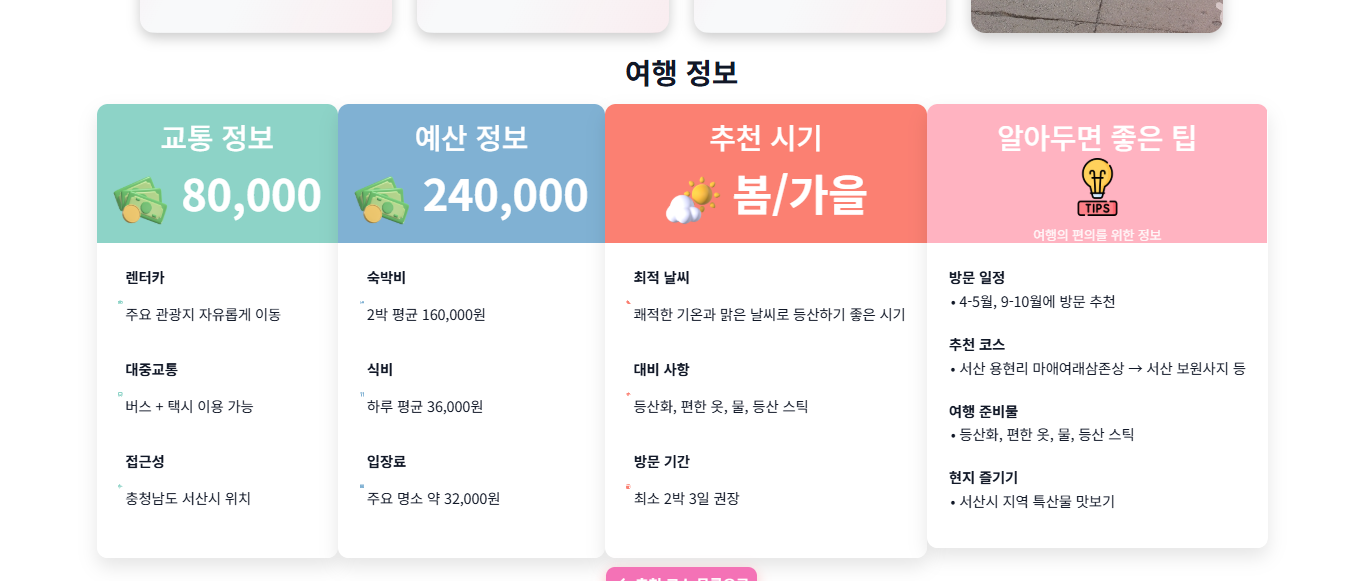 여행 정보
교통 정보
80,000
렌터카
주요 관광지 자유롭게 이동
대중교통
버스 + 택시 이용 가능
접근성
충청남도 서산시 위치
예산 정보
240,000
숙박비
2박 평균 160,000원
식비
하루 평균 36,000원
입장료
주요 명소 약 32,000원
추천 시기
봄/가을
최적 날씨
쾌적한 기온과 맑은 날씨로 등산하기 좋은 시기
대비 사항
등산화, 편한 옷, 물, 등산 스틱
방문 기간
최소 2박 3일 권장
알아두면 좋은 팁
TIPS
여행의 편의를 위한 정보
방문 일정
• 4-5월, 9-10월에 방문 추천
추천 코스
• 서산 용현리 마애여래삼존상 → 서산 보원사지 등
여행 준비물
• 등산화, 편한 옷, 물, 등산 스틱
현지 즐기기
• 서산시 지역 특산물 맛보기